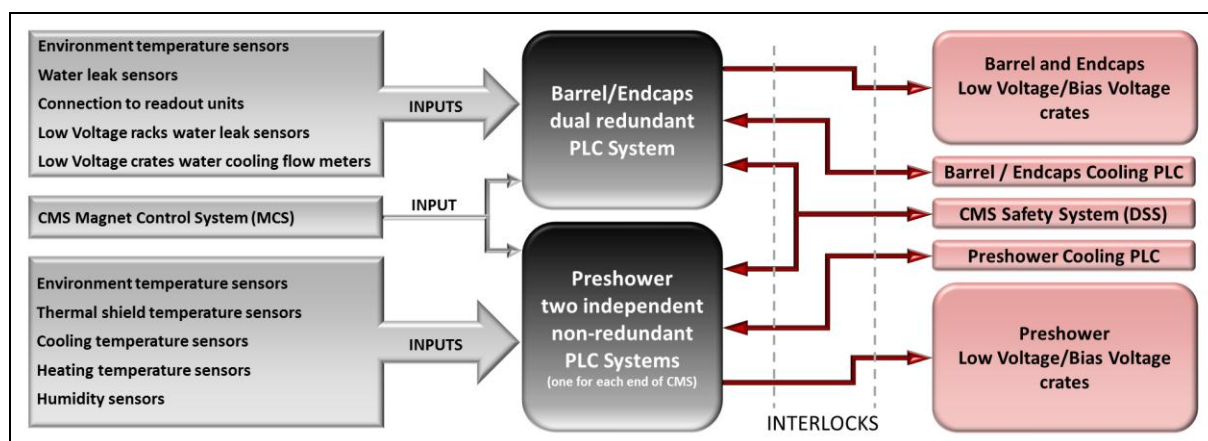 Environment temperature sensors
Water leak sensors
Connection to readout units
Low Voltage racks water leak sensors
Low Voltage crates water cooling flow meters
INPUTS
CMS Magnet Control System (MCS)
INPUT
Environment temperature sensors
Thermal shield temperature sensors
Cooling temperature sensors
Heating temperature sensors
Humidity sensors
INPUTS
Barrel/Endcaps
dual redundant
PLC System
Preshower
two independent
non-redundant
PLC Systems
(one for each end of CMS)
INTERLOCKS
Barrel and Endcaps
Low Voltage/Bias Voltage
crates
Barrel / Endcaps Cooling PLC
CMS Safety System (DSS)
Preshower Cooling PLC
Preshower
Low Voltage/Bias Voltage
crates